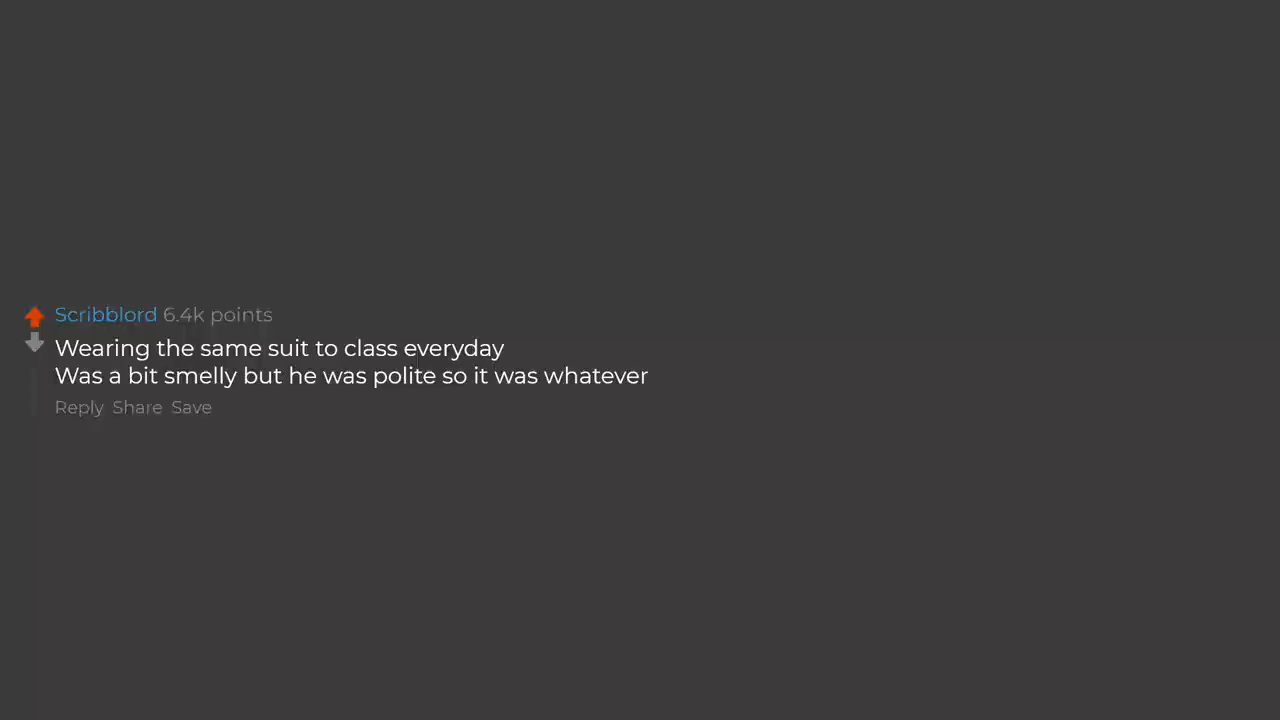 Scribblord 6.4k points
Wearing the same suit to class everyday
Was a bit smelly but he was polite so it was whatever
Reply Share Save